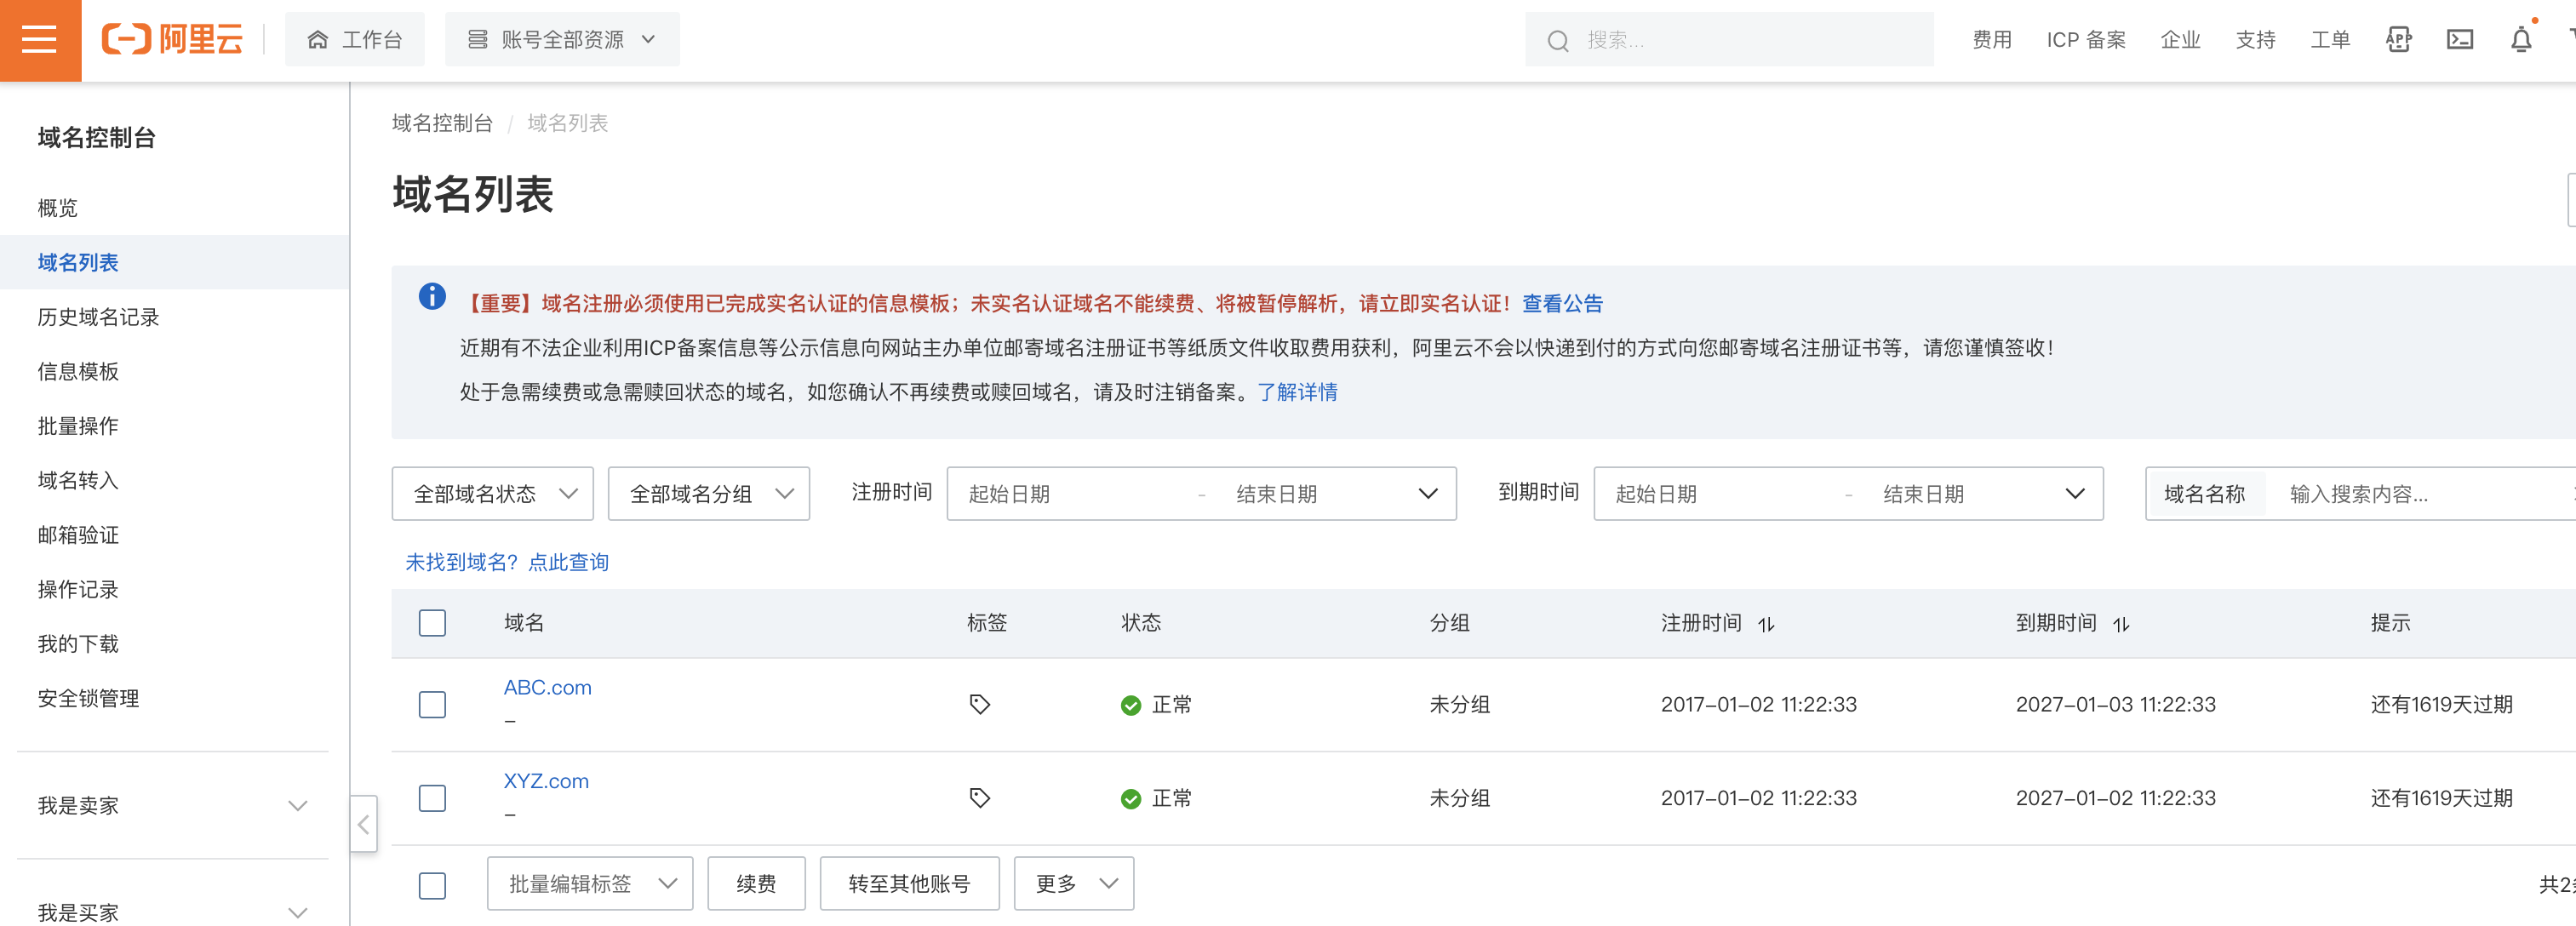 阿里云
工作台
账号全部资源
搜索...
费用
ICP 备案
企业
支持
工单
APP
域名控制台
概览
域名列表
历史域名记录
信息模板
批量操作
域名转入
邮箱验证
操作记录
我的下载
安全锁管理
我是卖家
我是买家
域名控制台 / 域名列表
域名列表
【重要】域名注册必须使用已完成实名认证的信息模板；未实名认证域名不能续费、将被暂停解析，请立即实名认证！查看公告
近期有不法企业利用ICP备案信息等公示信息向网站主办单位邮寄域名注册证书等纸质文件收取费用获利，阿里云不会以快递到付的方式向您邮寄域名注册证书等，请您谨慎签收！
处于急需续费或急需赎回状态的域名，如您确认不再续费或赎回域名，请及时注销备案。了解详情
全部域名状态 全部域名分组 注册时间 起始日期 - 结束日期 到期时间 起始日期 - 结束日期 域名名称 输入搜索内容...
未找到域名？点此查询
域名 标签 状态 分组 注册时间 到期时间 提示
ABC.com 正常 未分组 2017-01-02 11:22:33 2027-01-03 11:22:33 还有1619天过期
-
XYZ.com 正常 未分组 2017-01-02 11:22:33 2027-01-02 11:22:33 还有1619天过期
-
批量编辑标签 续费 转至其他账号 更多 共2